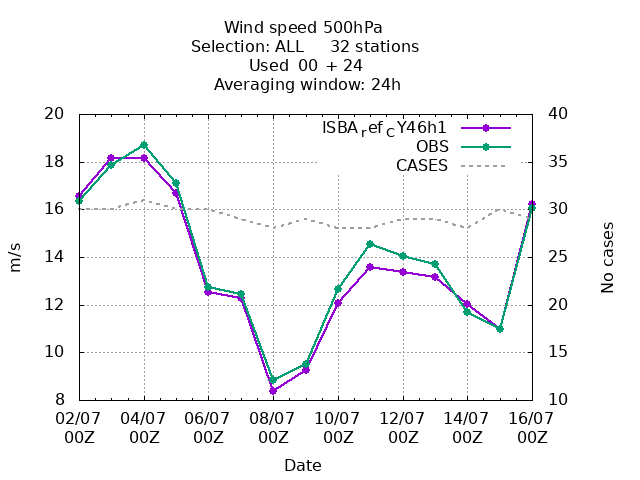 Wind speed 500hPa
Selection: ALL 32 stations
Used 00 + 24
Averaging window: 24h
20 40
ISBA_ref_CY46h1
OBS
CASES
18 35
16 30
14 25
12 20
10 15
8 10
m/s
No cases
02/07 04/07 06/07 08/07 10/07 12/07 14/07 16/07
00Z 00Z 00Z 00Z 00Z 00Z 00Z 00Z
Date